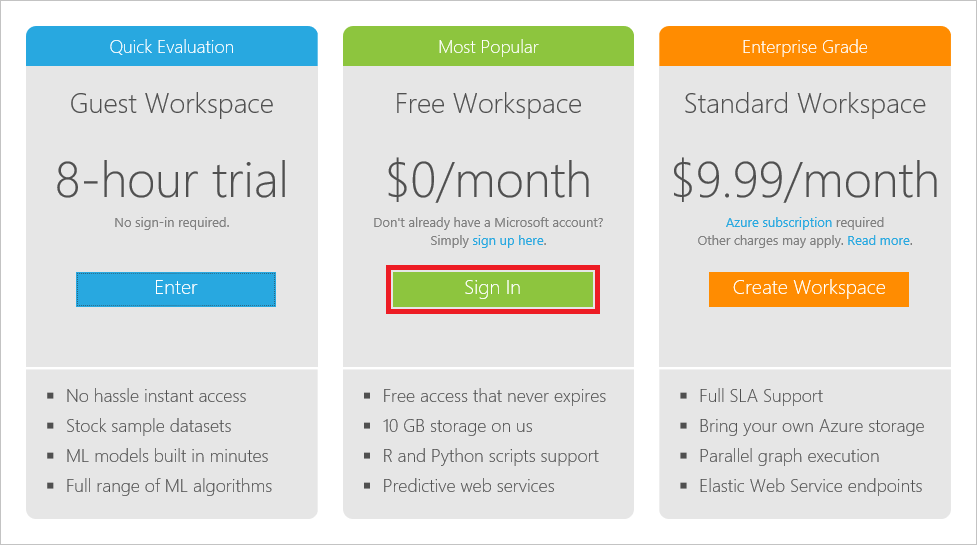 Quick Evaluation
Guest Workspace
8-hour trial
No sign-in required.
Enter
No hassle instant access
Stock sample datasets
ML models built in minutes
Full range of ML algorithms
Most Popular
Free Workspace
$0/month
Don't already have a Microsoft account?
Simply sign up here.
Sign In
Free access that never expires
10 GB storage on us
R and Python scripts support
Predictive web services
Enterprise Grade
Standard Workspace
$9.99/month
Azure subscription required
Other charges may apply. Read more.
Create Workspace
Full SLA Support
Bring your own Azure storage
Parallel graph execution
Elastic Web Service endpoints